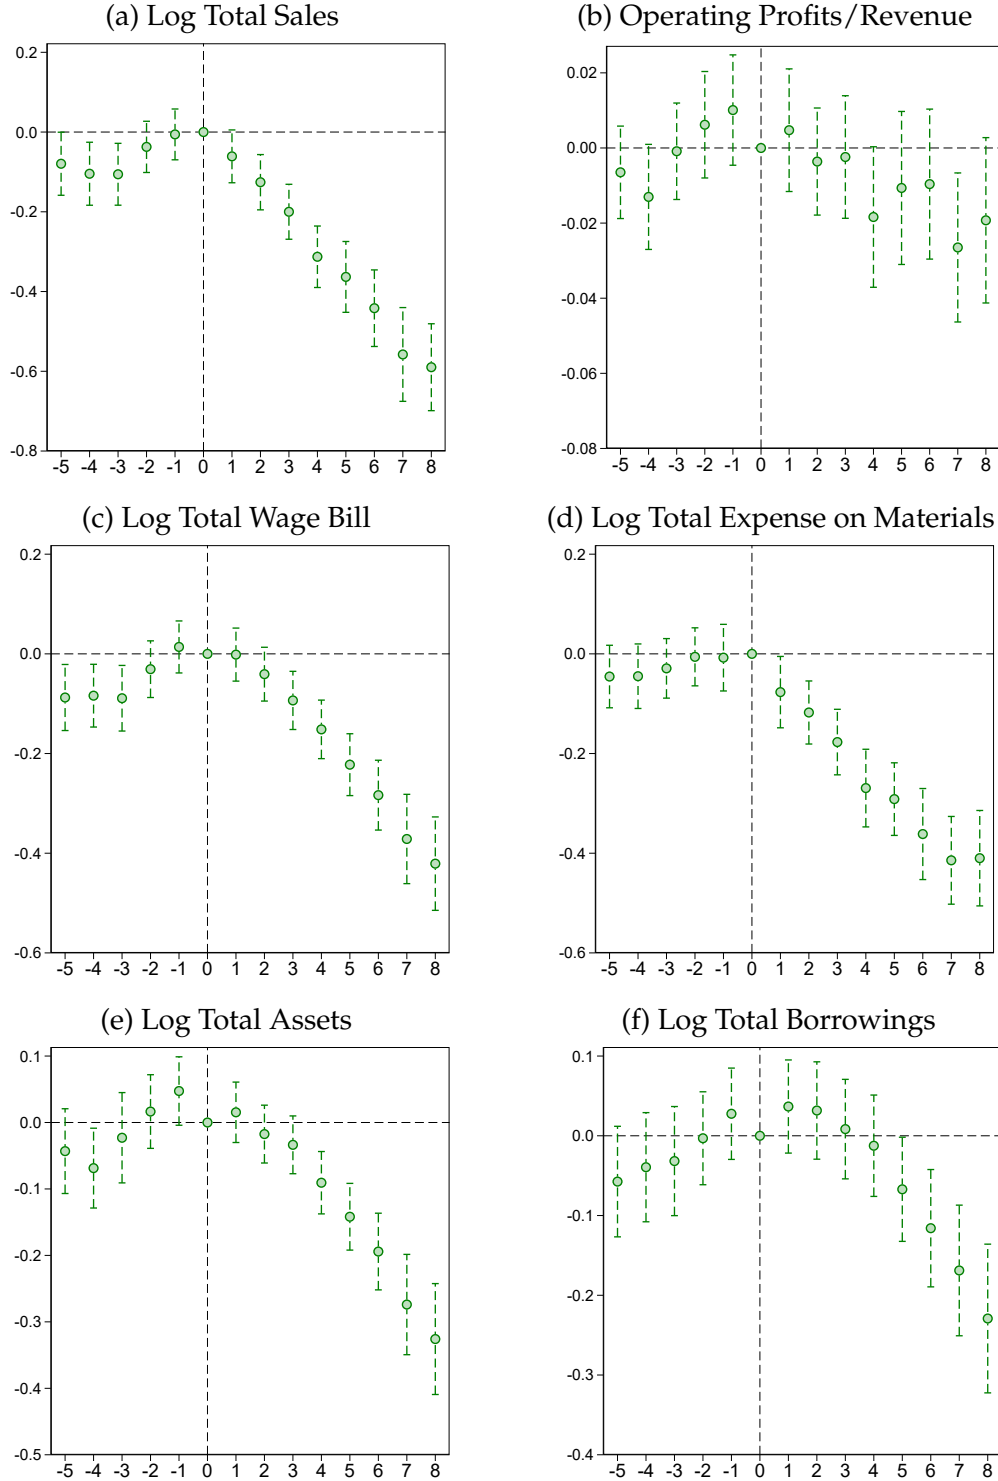 (a) Log Total Sales
0.2
0.0
-0.2
-0.4
-0.6
-0.8
-5 -4 -3 -2 -1 0 1 2 3 4 5 6 7 8
(b) Operating Profits/Revenue
0.02
0.00
-0.02
-0.04
-0.06
-0.08
-5 -4 -3 -2 -1 0 1 2 3 4 5 6 7 8
(c) Log Total Wage Bill
0.2
0.0
-0.2
-0.4
-0.6
-5 -4 -3 -2 -1 0 1 2 3 4 5 6 7 8
(d) Log Total Expense on Materials
0.2
0.0
-0.2
-0.4
-0.6
-5 -4 -3 -2 -1 0 1 2 3 4 5 6 7 8
(e) Log Total Assets
0.1
0.0
-0.1
-0.2
-0.3
-0.4
-0.5
-5 -4 -3 -2 -1 0 1 2 3 4 5 6 7 8
(f) Log Total Borrowings
0.1
0.0
-0.1
-0.2
-0.3
-0.4
-5 -4 -3 -2 -1 0 1 2 3 4 5 6 7 8